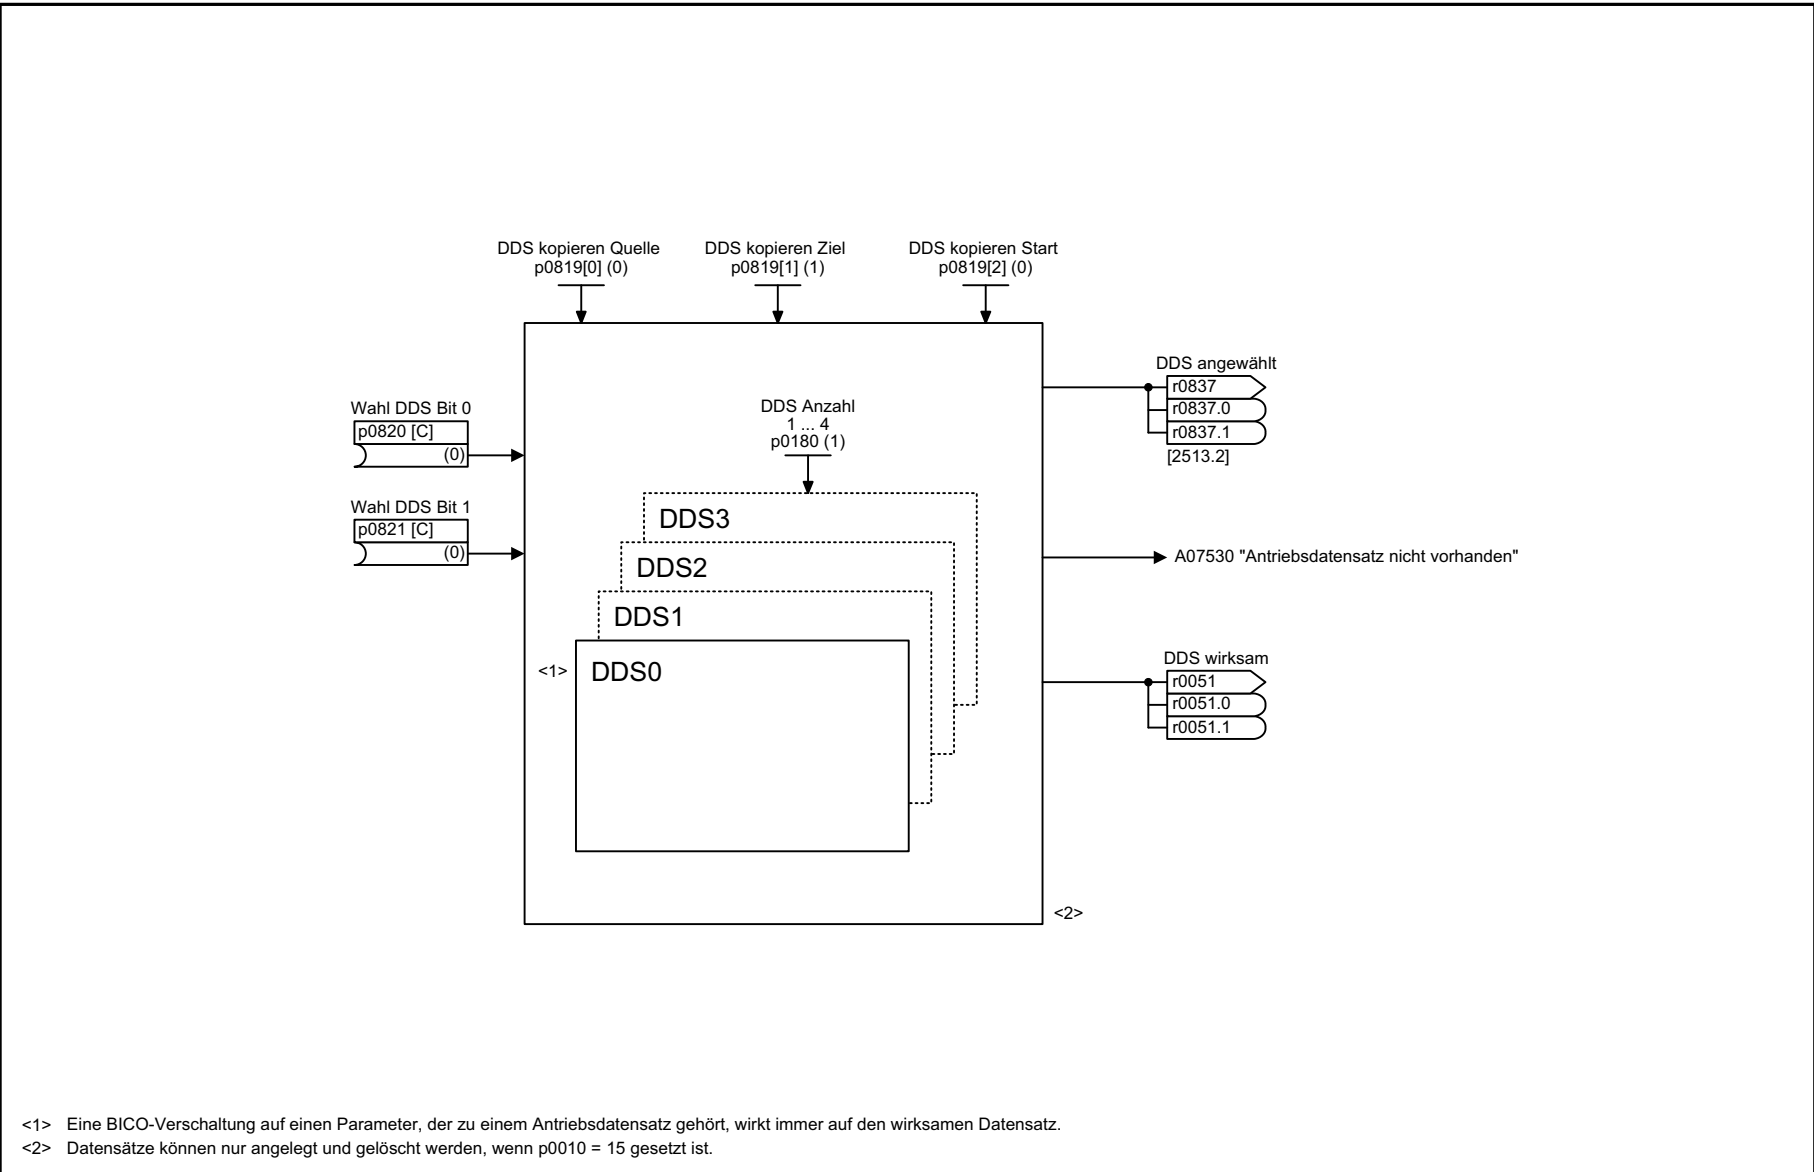 DDS kopieren Quelle
p0819[0] (0)
DDS kopieren Ziel
p0819[1] (1)
DDS kopieren Start
p0819[2] (0)
Wahl DDS Bit 0
p0820 [C]
(0)
Wahl DDS Bit 1
p0821 [C]
(0)
DDS Anzahl
1 ... 4
p0180 (1)
DDS3
DDS2
DDS1
<1>
DDS0
DDS angewählt
r0837
r0837.0
r0837.1
[2513.2]
A07530 "Antriebsdatensatz nicht vorhanden"
DDS wirksam
r0051
r0051.0
r0051.1
<2>
<1> Eine BICO-Verschaltung auf einen Parameter, der zu einem Antriebsdatensatz gehört, wirkt immer auf den wirksamen Datensatz.
<2> Datensätze können nur angelegt und gelöscht werden, wenn p0010 = 15 gesetzt ist.